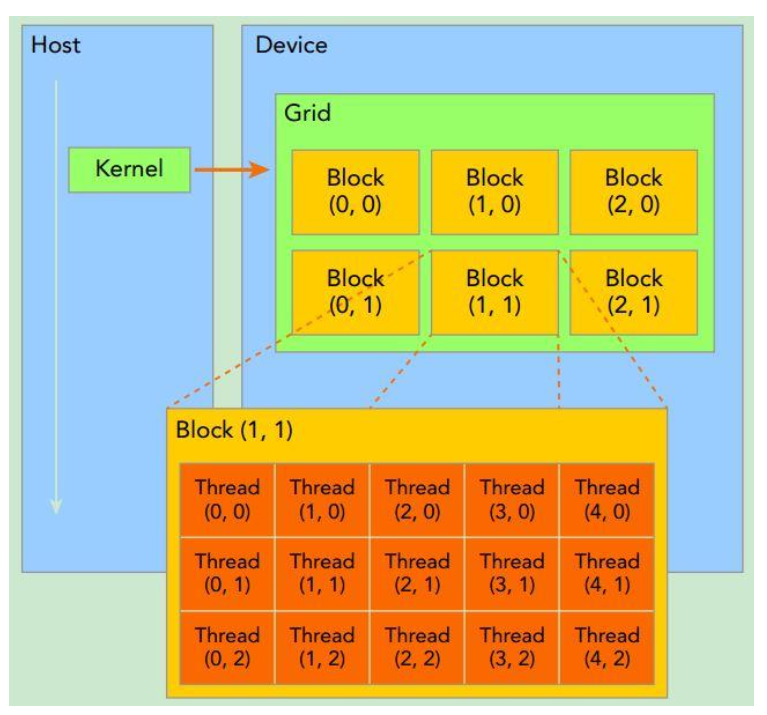 Host
Device
Grid
Kernel
Block
(0, 0)
Block
(1, 0)
Block
(2, 0)
Block
(0, 1)
Block
(1, 1)
Block
(2, 1)
Block (1, 1)
Thread
(0, 0)
Thread
(1, 0)
Thread
(2, 0)
Thread
(3, 0)
Thread
(4, 0)
Thread
(0, 1)
Thread
(1, 1)
Thread
(2, 1)
Thread
(3, 1)
Thread
(4, 1)
Thread
(0, 2)
Thread
(1, 2)
Thread
(2, 2)
Thread
(3, 2)
Thread
(4, 2)